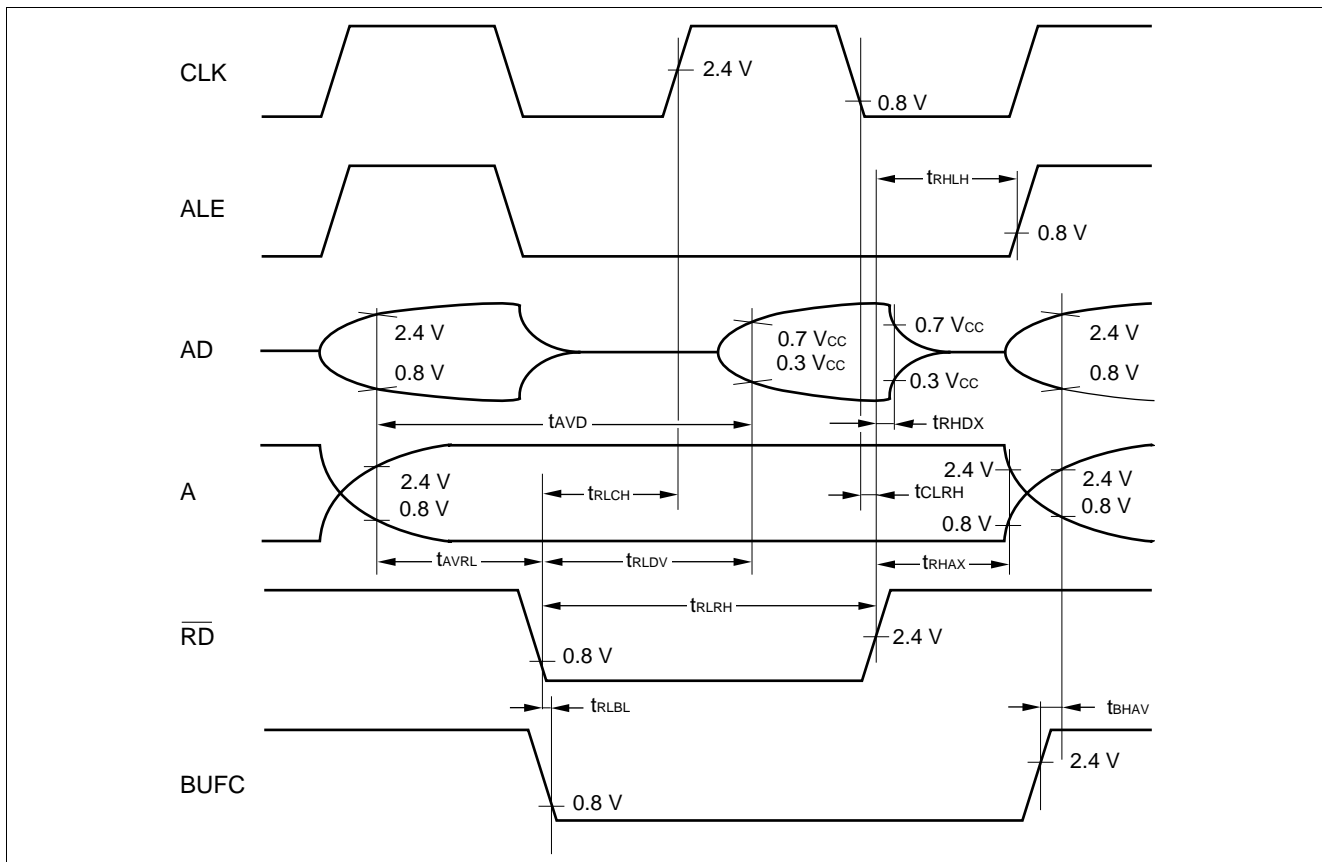 CLK
2.4 V
0.8 V
tRHLH
ALE
0.8 V
AD
2.4 V
0.8 V
0.7 VCC
0.3 VCC
0.7 VCC
0.3 VCC
2.4 V
0.8 V
tAVD
tRHDX
A
2.4 V
0.8 V
tRLCH
tCLRH
2.4 V
0.8 V
2.4 V
0.8 V
tAVRL
tRLDV
tRHAX
tRLRH
RD
0.8 V
2.4 V
tRLBL
tBHAV
BUFC
0.8 V
2.4 V